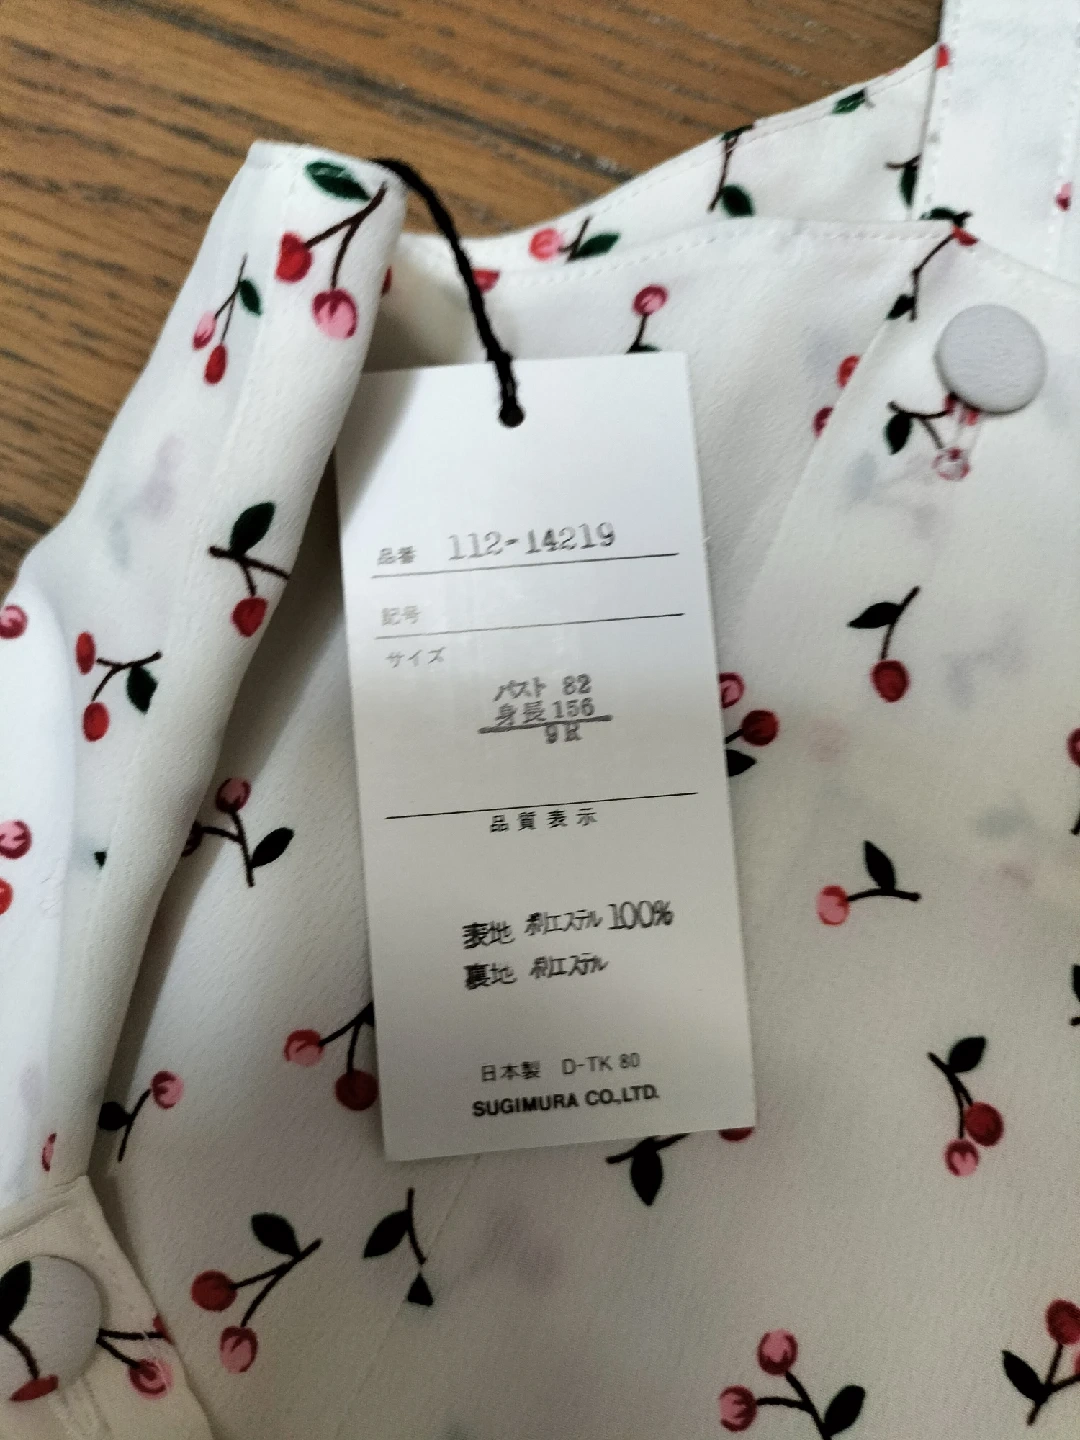 品番 112-14219
記号
サイズ
バスト 82
身長 156
9R
品質表示
表地 ポリエステル 100%
裏地 ポリエステル
日本製 D-TK 80
SUGIMURA CO.,LTD.